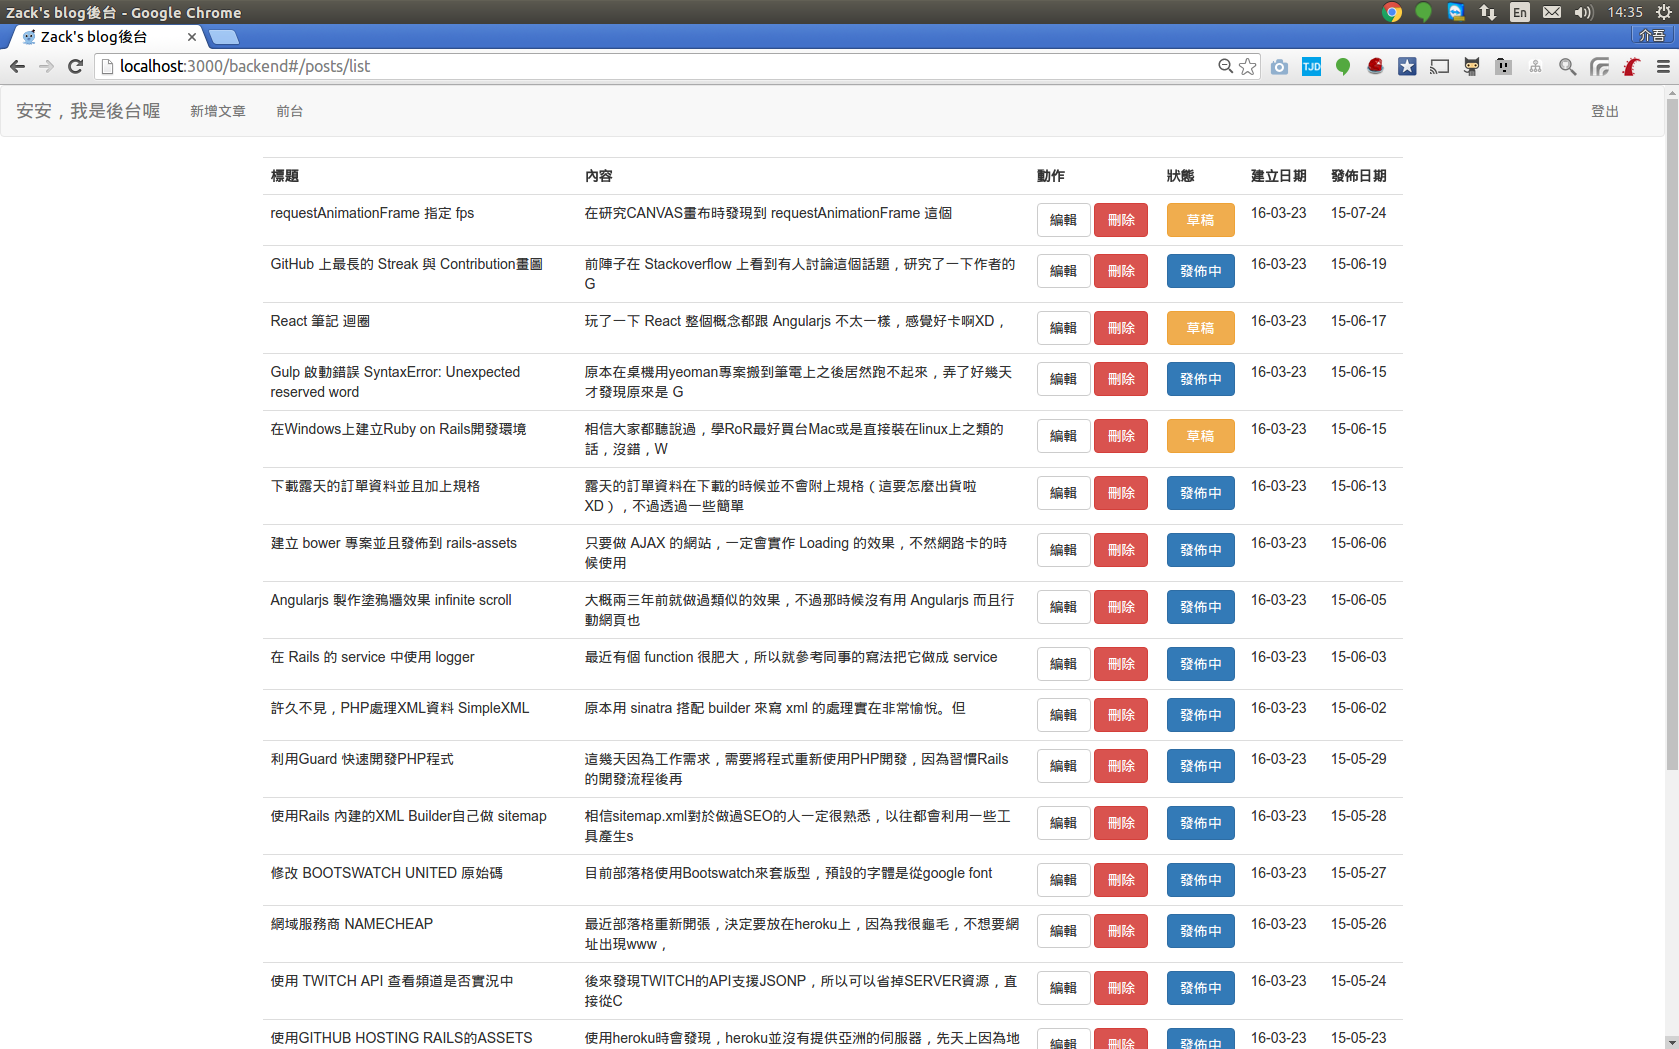 Zack's blog後台 - Google Chrome
En
14:35
Zack's blog後台
介吾
localhost:3000/backend#/posts/list
TJD
安安，我是後台喔 新增文章 前台 登出
標題 內容 動作 狀態 建立日期 發佈日期
requestAnimationFrame 指定 fps 在研究CANVAS畫布時發現到 requestAnimationFrame 這個 編輯 刪除 草稿 16-03-23 15-07-24
GitHub 上最長的 Streak 與 Contribution畫圖 前陣子在 Stackoverflow 上看到有人討論這個話題，研究了一下作者的 編輯 刪除 發佈中 16-03-23 15-06-19
G
React 筆記 迴圈 玩了一下 React 整個概念都跟 Angularjs 不太一樣，感覺好卡啊XD， 編輯 刪除 草稿 16-03-23 15-06-17
Gulp 啟動錯誤 SyntaxError: Unexpected 原本在桌機用yeoman專案搬到筆電上之後居然跑不起來，弄了好幾天 編輯 刪除 發佈中 16-03-23 15-06-15
reserved word 才發現原來是 G
在Windows上建立Ruby on Rails開發環境 相信大家都聽說過，學RoR最好買台Mac或是直接裝在linux上之類的 編輯 刪除 草稿 16-03-23 15-06-15
話，沒錯，W
下載露天的訂單資料並且加上規格 露天的訂單資料在下載的時候並不會附上規格（這要怎麼出貨啦 編輯 刪除 發佈中 16-03-23 15-06-13
XD），不過透過一些簡單
建立 bower 專案並且發佈到 rails-assets 只要做 AJAX 的網站，一定會實作 Loading 的效果，不然網路卡的時 編輯 刪除 發佈中 16-03-23 15-06-06
候使用
Angularjs 製作塗鴉牆效果 infinite scroll 大概兩三年前就做過類似的效果，不過那時候沒有用 Angularjs 而且行 編輯 刪除 發佈中 16-03-23 15-06-05
動網頁也
在 Rails 的 service 中使用 logger 最近有個 function 很肥大，所以就參考同事的寫法把它做成 service 編輯 刪除 發佈中 16-03-23 15-06-03
許久不見，PHP處理XML資料 SimpleXML 原本用 sinatra 搭配 builder 來寫 xml 的處理實在非常愉悅。但 編輯 刪除 發佈中 16-03-23 15-06-02
利用Guard 快速開發PHP程式 這幾天因為工作需求，需要將程式重新使用PHP開發，因為習慣Rails 編輯 刪除 發佈中 16-03-23 15-05-29
的開發流程後再
使用Rails 內建的XML Builder自己做 sitemap 相信sitemap.xml對於做過SEO的人一定很熟悉，以往都會利用一些工 編輯 刪除 發佈中 16-03-23 15-05-28
具產生s
修改 BOOTSWATCH UNITED 原始碼 目前部落格使用Bootswatch來套版型，預設的字體是從google font 編輯 刪除 發佈中 16-03-23 15-05-27
網域服務商 NAMECHEAP 最近部落格重新開張，決定要放在heroku上，因為我很龜毛，不想要網 編輯 刪除 發佈中 16-03-23 15-05-26
址出現www，
使用 TWITCH API 查看頻道是否實況中 後來發現TWITCH的API支援JSONP，所以可以省掉SERVER資源，直 編輯 刪除 發佈中 16-03-23 15-05-24
接從C
使用GITHUB HOSTING RAILS的ASSETS 使用heroku時會發現，heroku並沒有提供亞洲的伺服器，先天上因為地 編輯 刪除 發佈中 16-03-23 15-05-23